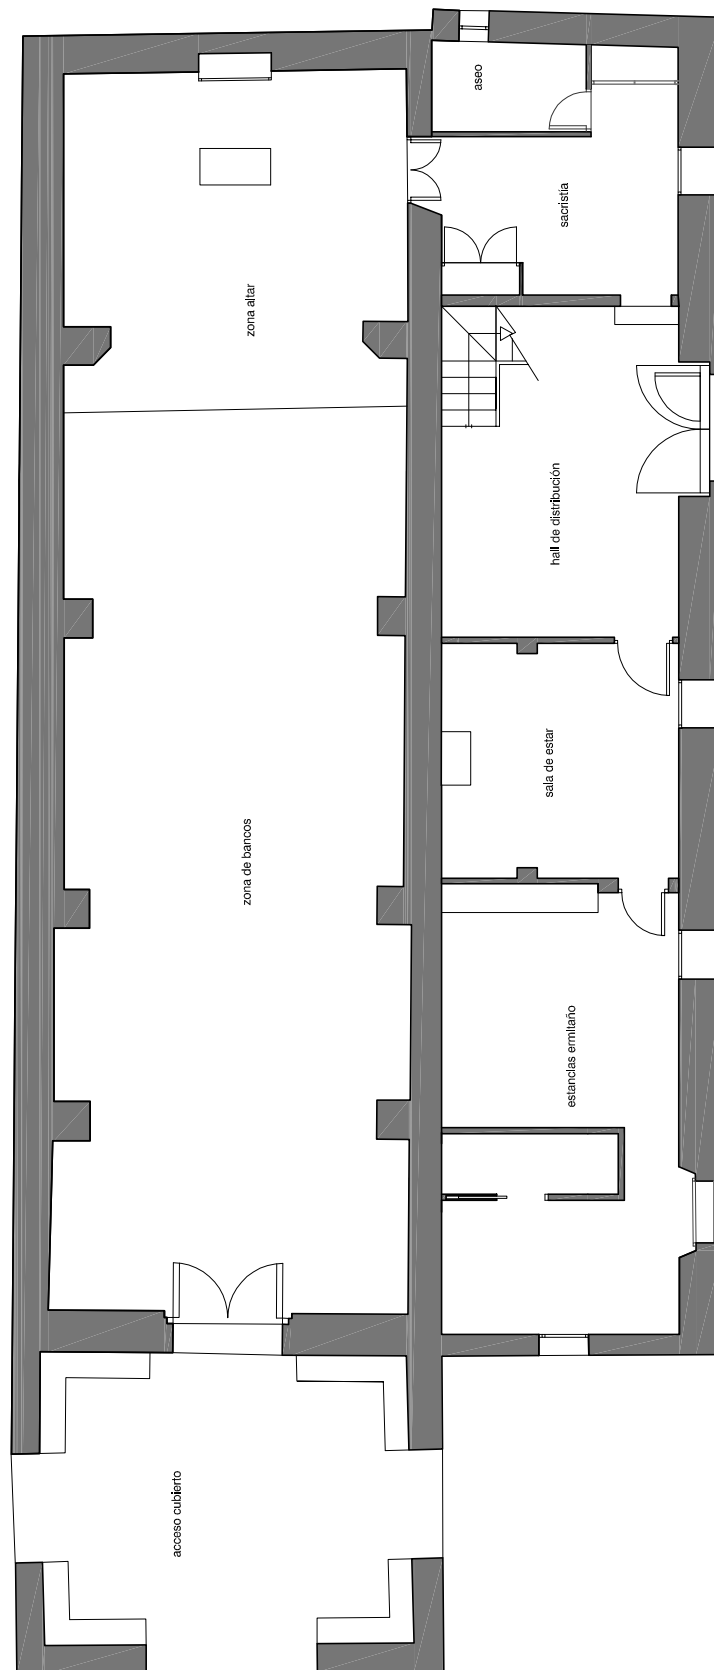 aseo
sacristía
zona altar
hall de distribución
sala de estar
zona de bancos
estancias ermitaño
acceso cubierto